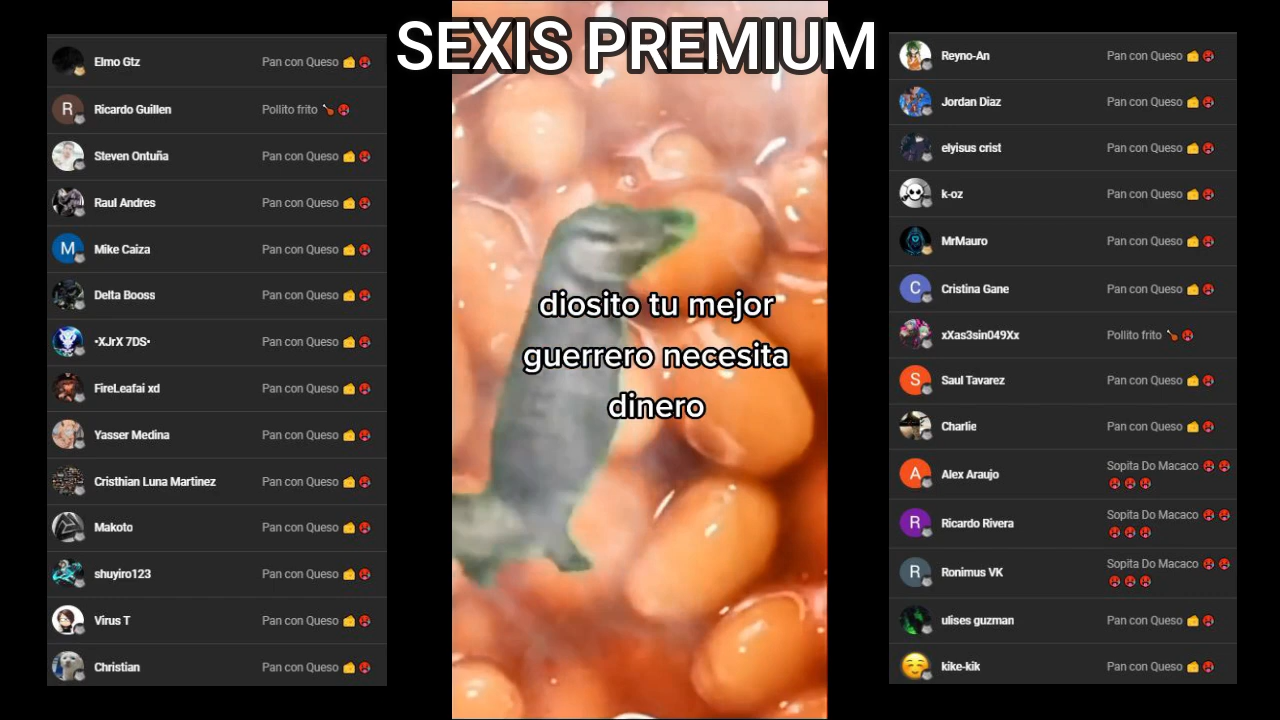 SEXIS PREMIUM
Elmo Gtz Pan con Queso 🧀🥵
R Ricardo Guillen Pollito frito 🍗🥵
Steven Ontuña Pan con Queso 🧀🥵
Raul Andres Pan con Queso 🧀🥵
M Mike Caiza Pan con Queso 🧀🥵
Delta Booss Pan con Queso 🧀🥵
•XJrX 7DS• Pan con Queso 🧀🥵
FireLeafai xd Pan con Queso 🧀🥵
Yasser Medina Pan con Queso 🧀🥵
Cristhian Luna Martinez Pan con Queso 🧀🥵
Makoto Pan con Queso 🧀🥵
shuyiro123 Pan con Queso 🧀🥵
Virus T Pan con Queso 🧀🥵
Christian Pan con Queso 🧀🥵
diosito tu mejor
guerrero necesita
dinero
Reyno-An Pan con Queso 🧀🥵
Jordan Diaz Pan con Queso 🧀🥵
elyisus crist Pan con Queso 🧀🥵
k-oz Pan con Queso 🧀🥵
MrMauro Pan con Queso 🧀🥵
C Cristina Gane Pan con Queso 🧀🥵
xXas3sin049Xx Pollito frito 🍗🥵
S Saul Tavarez Pan con Queso 🧀🥵
Charlie Pan con Queso 🧀🥵
A Alex Araujo Sopita Do Macaco 🥵🥵
🥵🥵🥵
R Ricardo Rivera Sopita Do Macaco 🥵🥵
🥵🥵🥵
R Ronimus VK Sopita Do Macaco 🥵🥵
🥵🥵🥵
ulises guzman Pan con Queso 🧀🥵
kike-kik Pan con Queso 🧀🥵